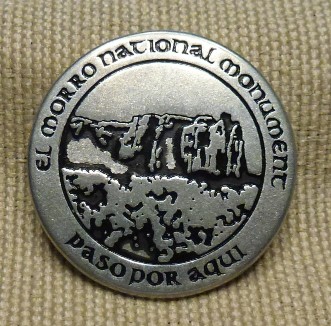 EL MORRO NATIONAL MONUMENT
PASO POR AQUI